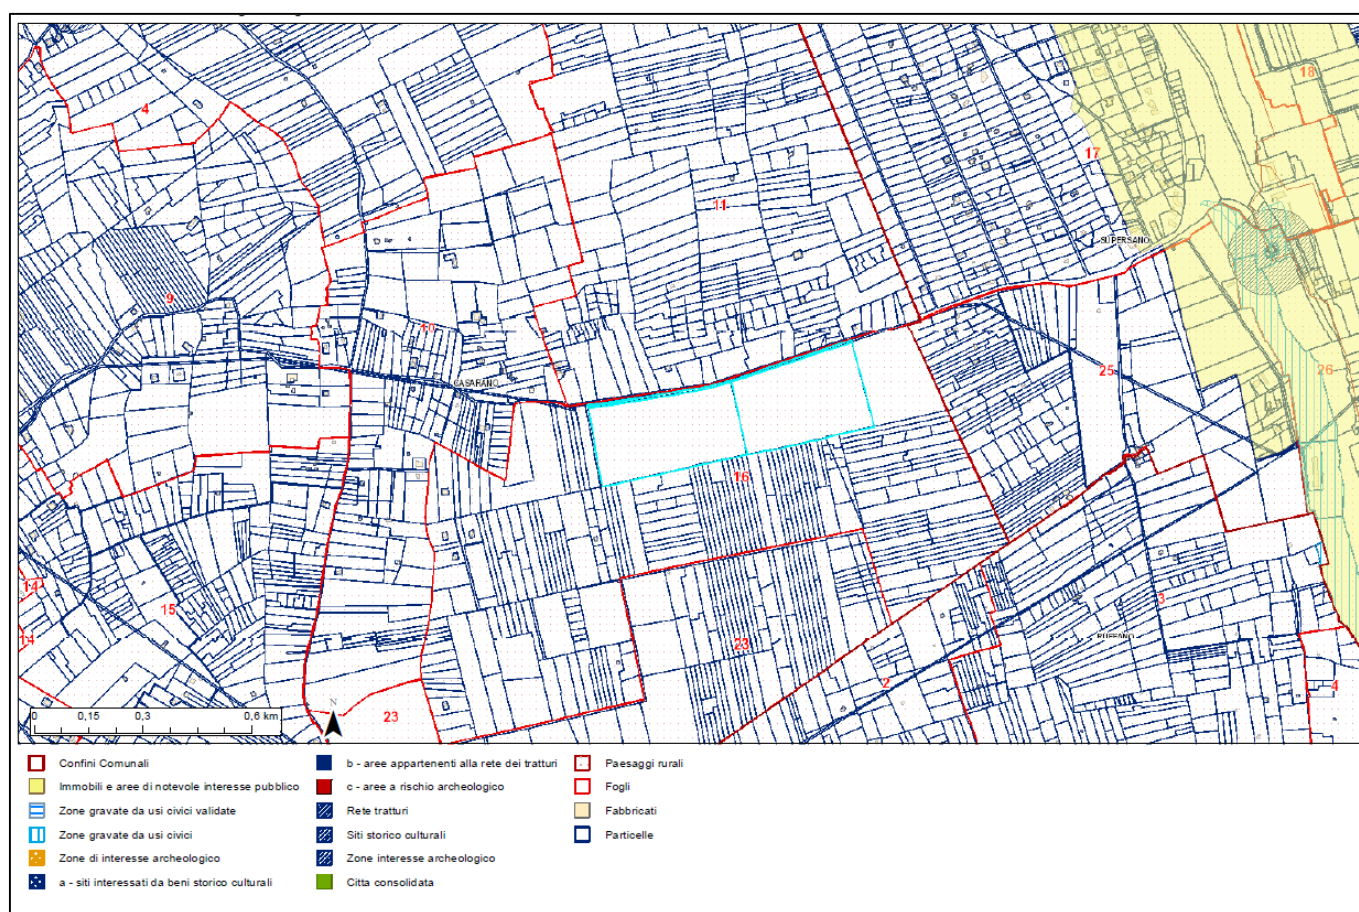 18
4
17
11
SUPERSANO
9
10
25
26
CASARANO
16
14
15
3
14
RUFFANO
23
2
4
23
N
0 0,15 0,3 0,6 km
Confini Comunali
Immobili e aree di notevole interesse pubblico
Zone gravate da usi civici validate
Zone gravate da usi civici
Zone di interesse archeologico
a - siti interessati da beni storico culturali
b - aree appartenenti alla rete dei tratturi
c - aree a rischio archeologico
Rete tratturi
Siti storico culturali
Zone interesse archeologico
Citta consolidata
Paesaggi rurali
Fogli
Fabbricati
Particelle